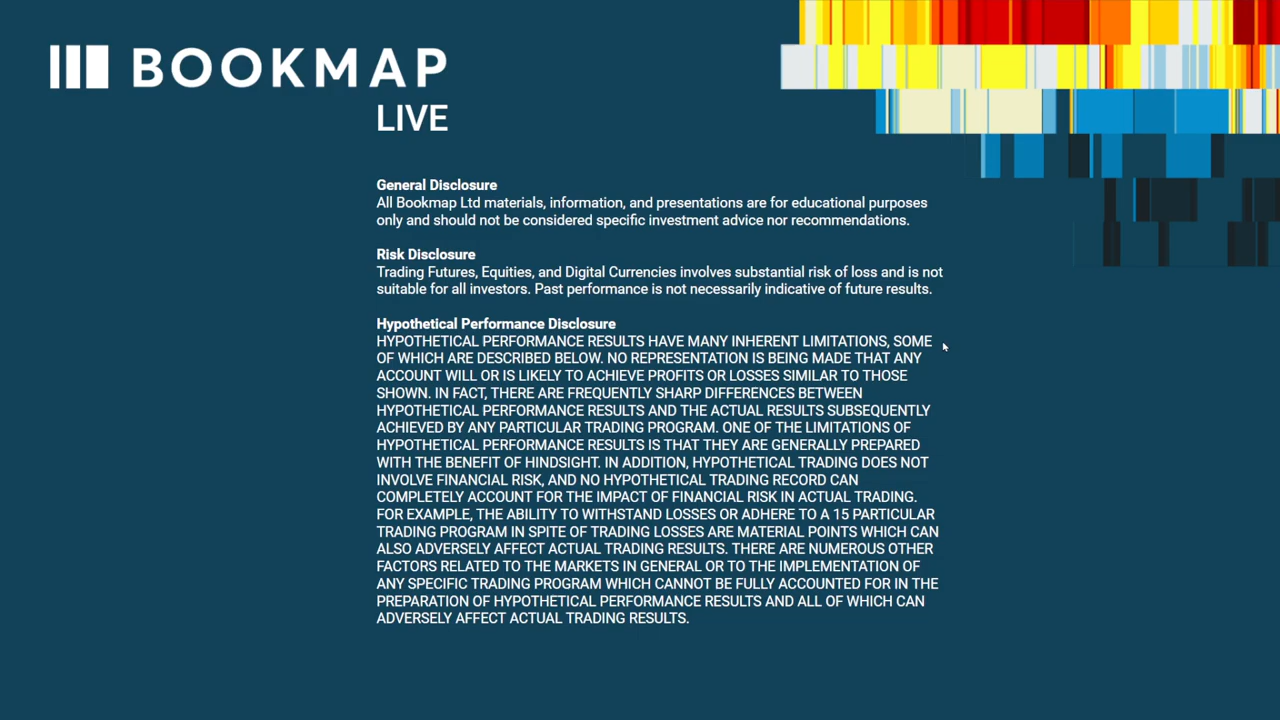 BOOKMAP
LIVE
General Disclosure
All Bookmap Ltd materials, information, and presentations are for educational purposes
only and should not be considered specific investment advice nor recommendations.
Risk Disclosure
Trading Futures, Equities, and Digital Currencies involves substantial risk of loss and is not
suitable for all investors. Past performance is not necessarily indicative of future results.
Hypothetical Performance Disclosure
HYPOTHETICAL PERFORMANCE RESULTS HAVE MANY INHERENT LIMITATIONS, SOME
OF WHICH ARE DESCRIBED BELOW. NO REPRESENTATION IS BEING MADE THAT ANY
ACCOUNT WILL OR IS LIKELY TO ACHIEVE PROFITS OR LOSSES SIMILAR TO THOSE
SHOWN. IN FACT, THERE ARE FREQUENTLY SHARP DIFFERENCES BETWEEN
HYPOTHETICAL PERFORMANCE RESULTS AND THE ACTUAL RESULTS SUBSEQUENTLY
ACHIEVED BY ANY PARTICULAR TRADING PROGRAM. ONE OF THE LIMITATIONS OF
HYPOTHETICAL PERFORMANCE RESULTS IS THAT THEY ARE GENERALLY PREPARED
WITH THE BENEFIT OF HINDSIGHT. IN ADDITION, HYPOTHETICAL TRADING DOES NOT
INVOLVE FINANCIAL RISK, AND NO HYPOTHETICAL TRADING RECORD CAN
COMPLETELY ACCOUNT FOR THE IMPACT OF FINANCIAL RISK IN ACTUAL TRADING.
FOR EXAMPLE, THE ABILITY TO WITHSTAND LOSSES OR ADHERE TO A 15 PARTICULAR
TRADING PROGRAM IN SPITE OF TRADING LOSSES ARE MATERIAL POINTS WHICH CAN
ALSO ADVERSELY AFFECT ACTUAL TRADING RESULTS. THERE ARE NUMEROUS OTHER
FACTORS RELATED TO THE MARKETS IN GENERAL OR TO THE IMPLEMENTATION OF
ANY SPECIFIC TRADING PROGRAM WHICH CANNOT BE FULLY ACCOUNTED FOR IN THE
PREPARATION OF HYPOTHETICAL PERFORMANCE RESULTS AND ALL OF WHICH CAN
ADVERSELY AFFECT ACTUAL TRADING RESULTS.